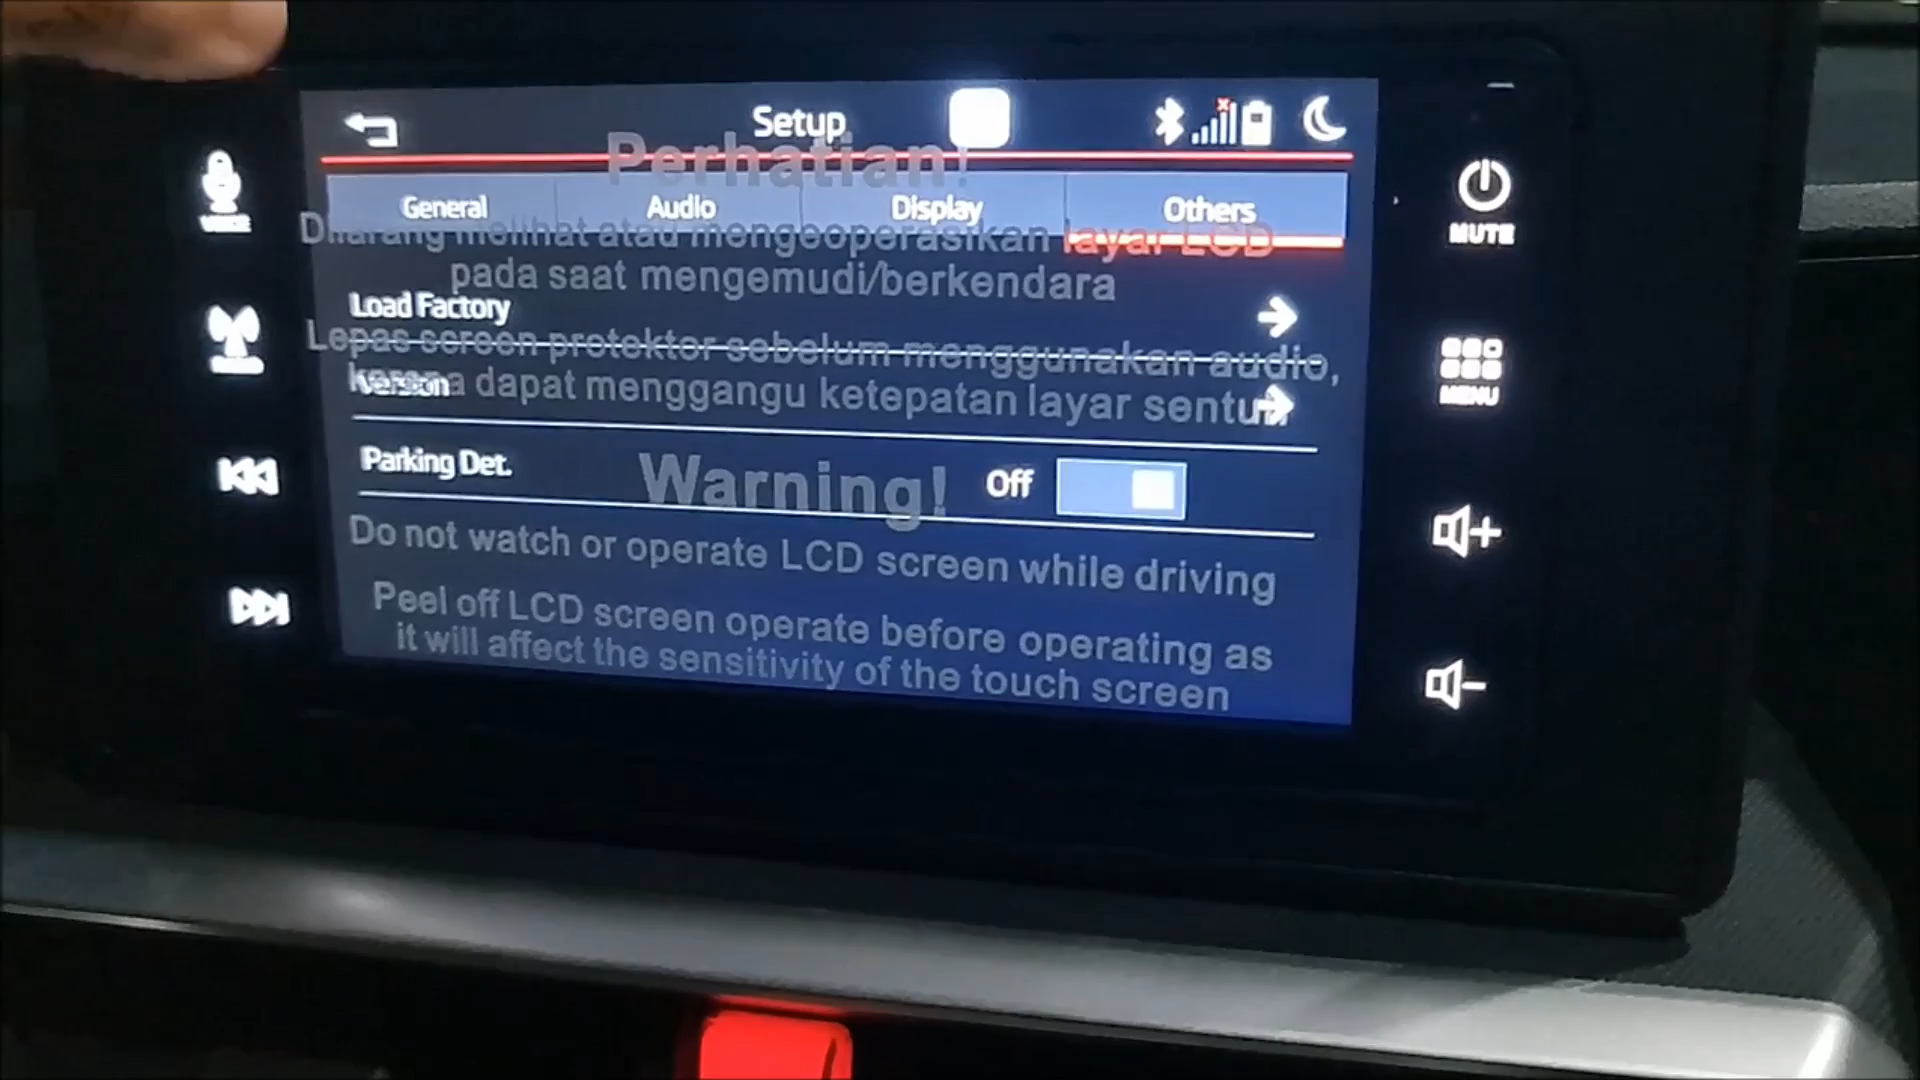 Setup
Perhatian!
VOICE
General Audio Display Others
MUTE
Dilarang melihat atau mengeoperasikan layar LCD
pada saat mengemudi/berkendara
Load Factory
Lepas screen protektor sebelum menggunakan audio,
Version
karena dapat menggangu ketepatan layar sentuh
MENU
Parking Det. Off
Warning!
Do not watch or operate LCD screen while driving
Peel off LCD screen operate before operating as
it will affect the sensitivity of the touch screen